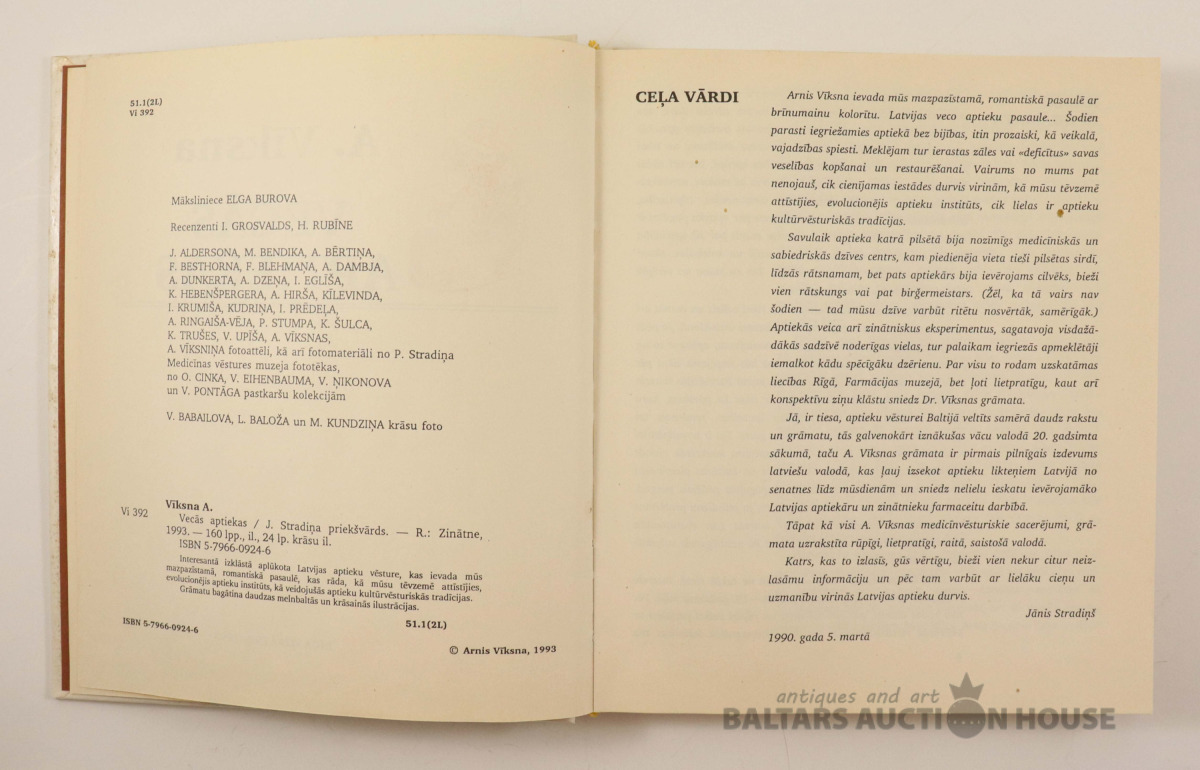 51.1(2L)
Vi 392
Māksliniece ELGA BUROVA
Recenzenti I. GROSVALDS, H. RUBĪNE
J. ALDERSONA, M. BENDIKA, A. BĒRTIŅA,
F. BESTHORNA, F. BLEHMAŅA, A. DAMBJA,
A. DUNKERTA, A. DZEŅA, I. EGLĪŠA,
K. HEBENŠPERGERA, A. HIRŠA, KĪLEVINDA,
I. KRUMIŠA, KUDRIŅA, I. PRĒDEĻA,
A. RINGAIŠA-VĒJA, P. STUMPA, K. ŠULCA,
K. TRUŠES, V. UPĪŠA, A. VĪKSNAS,
A. VĪKSNIŅA fotoattēli, kā arī fotomateriāli no P. Stradiņa
Medicīnas vēstures muzeja fototēkas,
no O. CINKA, V. EIHENBAUMA, V. ŅIKONOVA
un V. PONTĀGA pastkaršu kolekcijām
V. BABAILOVA, L. BALOŽA un M. KUNDZIŅA krāsu foto
Vīksna A.
Vi 392
Vecās aptiekas / J. Stradiņa priekšvārds. — R.: Zinātne,
1993. — 160 lpp., il., 24 lp. krāsu il.
ISBN 5-7966-0924-6
Interesantā izklāstā aplūkota Latvijas aptieku vēsture, kas ievada mūs
mazpazīstamā, romantiskā pasaulē, kas rāda, kā mūsu tēvzemē attīstījies,
evolucionējis aptieku institūts, kā veidojušās aptieku kultūrvēsturiskās tradīcijas.
Grāmatu bagātina daudzas melnbaltās un krāsainās ilustrācijas.
51.1(2L)
ISBN 5-7966-0924-6
© Arnis Vīksna, 1993
CEĻA VĀRDI
Arnis Vīksna ievada mūs mazpazīstamā, romantiskā pasaulē ar
brīnumainu kolorītu. Latvijas veco aptieku pasaule... Šodien
parasti iegriežamies aptiekā bez bijības, itin prozaiski, kā veikalā,
vajadzības spiesti. Meklējam tur ierastas zāles vai «deficītus» savas
veselības kopšanai un restaurēšanai. Vairums no mums pat
nenojauš, cik cienījamas iestādes durvis virinām, kā mūsu tēvzemē
attīstījies, evolucionējis aptieku institūts, cik lielas ir aptieku
kultūrvēsturiskās tradīcijas.
Savulaik aptieka katrā pilsētā bija nozīmīgs medicīniskās un
sabiedriskās dzīves centrs, kam piedienēja vieta tieši pilsētas sirdī,
līdzās rātsnamam, bet pats aptiekārs bija ievērojams cilvēks, bieži
vien rātskungs vai pat birģermeistars. (Žēl, ka tā vairs nav
šodien — tad mūsu dzīve varbūt ritētu nosvērtāk, samērīgāk.)
Aptiekās veica arī zinātniskus eksperimentus, sagatavoja visdažā-
dākās sadzīvē noderīgas vielas, tur palaikam iegriezās apmeklētāji
iemalkot kādu spēcīgāku dzērienu. Par visu to rodam uzskatāmas
liecības Rīgā, Farmācijas muzejā, bet ļoti lietpratīgu, kaut arī
konspektīvu ziņu klāstu sniedz Dr. Vīksnas grāmata.
Jā, ir tiesa, aptieku vēsturei Baltijā veltīts samērā daudz rakstu
un grāmatu, tās galvenokārt iznākušas vācu valodā 20. gadsimta
sākumā, taču A. Vīksnas grāmata ir pirmais pilnīgais izdevums
latviešu valodā, kas ļauj izsekot aptieku likteņiem Latvijā no
senatnes līdz mūsdienām un sniedz nelielu ieskatu ievērojamāko
Latvijas aptiekāru un zinātnieku farmaceitu darbībā.
Tāpat kā visi A. Vīksnas medicīnvēsturiskie sacerējumi, grā-
mata uzrakstīta rūpīgi, lietpratīgi, raitā, saistošā valodā.
Katrs, kas to izlasīs, gūs vērtīgu, bieži vien nekur citur neiz-
lasāmu informāciju un pēc tam varbūt ar lielāku cieņu un
uzmanību virinās Latvijas aptieku durvis.
Jānis Stradiņš
1990. gada 5. martā
antiques and art
BALTARS AUCTION HOUSE